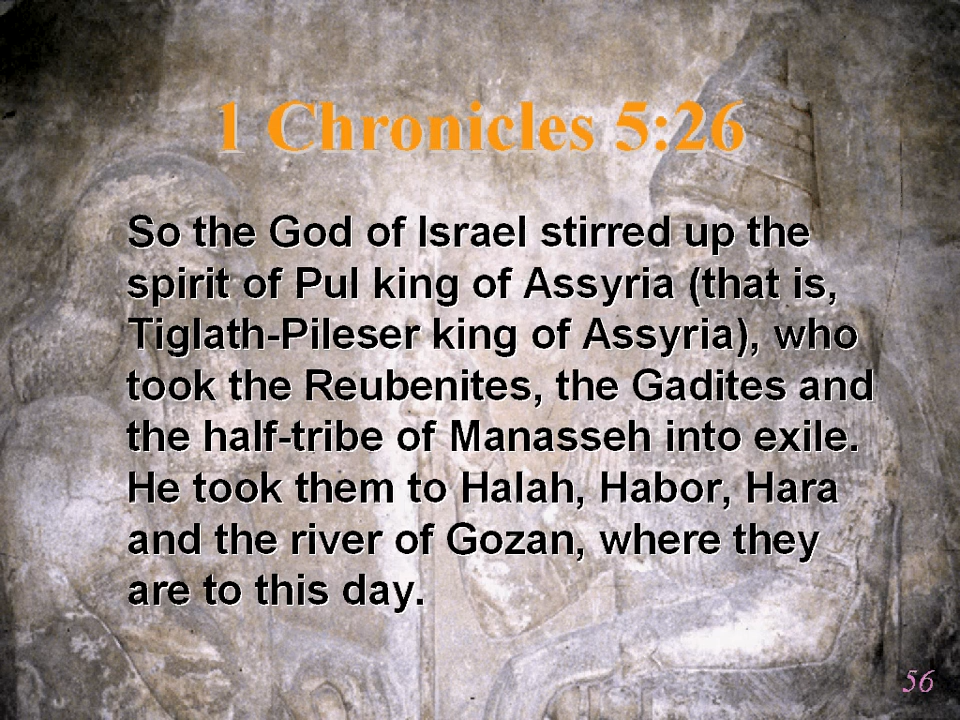 1 Chronicles 5:26
So the God of Israel stirred up the
spirit of Pul king of Assyria (that is,
Tiglath-Pileser king of Assyria), who
took the Reubenites, the Gadites and
the half-tribe of Manasseh into exile.
He took them to Halah, Habor, Hara
and the river of Gozan, where they
are to this day.
56